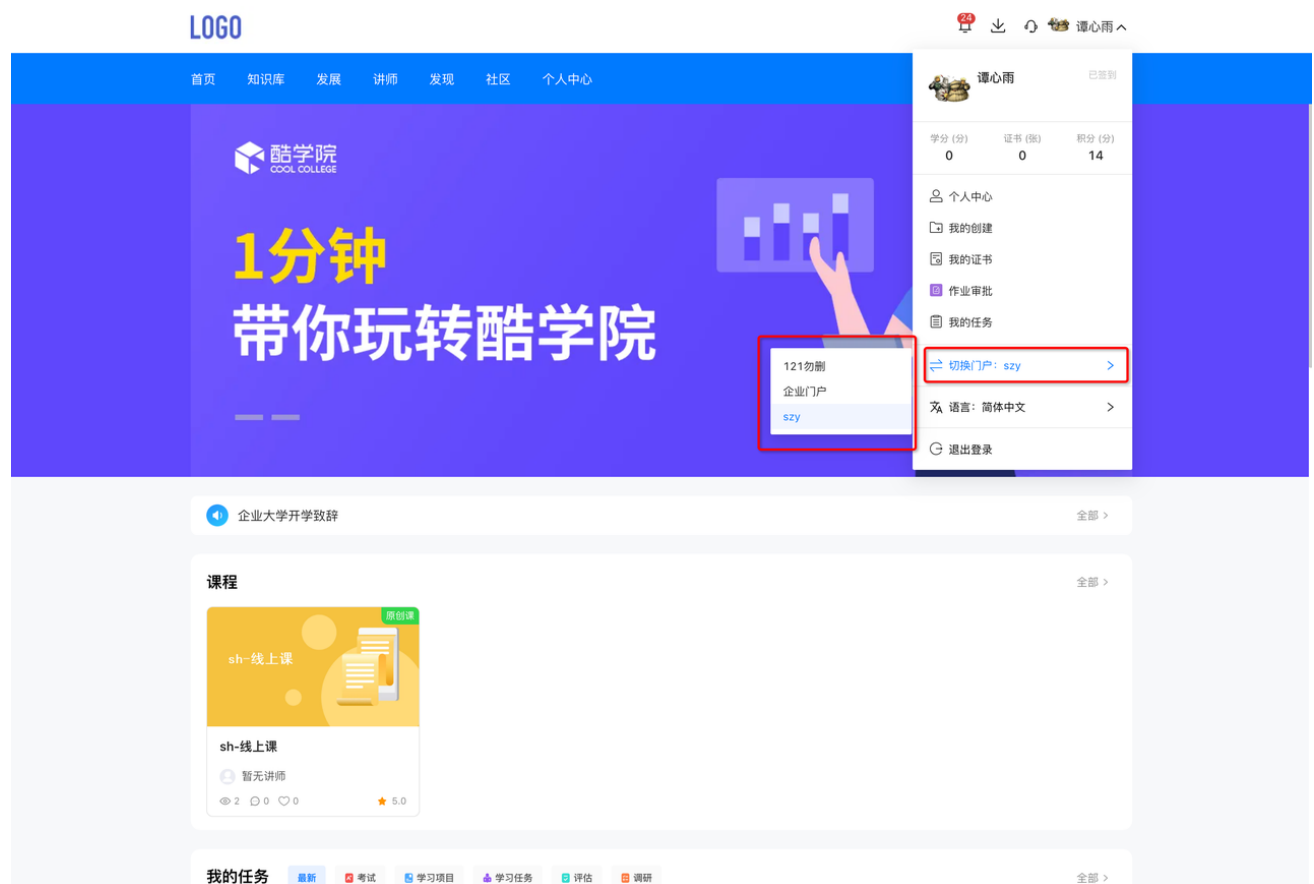 LOGO
24
谭心雨
首页 知识库 发展 讲师 发现 社区 个人中心
谭心雨 已签到
学分 (分) 证书 (张) 积分 (分)
0 0 14
个人中心
我的创建
我的证书
作业审批
我的任务
切换门户：szy
语言：简体中文
退出登录
121勿删
企业门户
szy
酷学院
COOL COLLEGE
1分钟
带你玩转酷学院
企业大学开学致辞 全部
课程 全部
原创课
sh-线上课
sh-线上课
暂无讲师
2 0 0 5.0
我的任务 最新 考试 学习项目 学习任务 评估 调研 全部